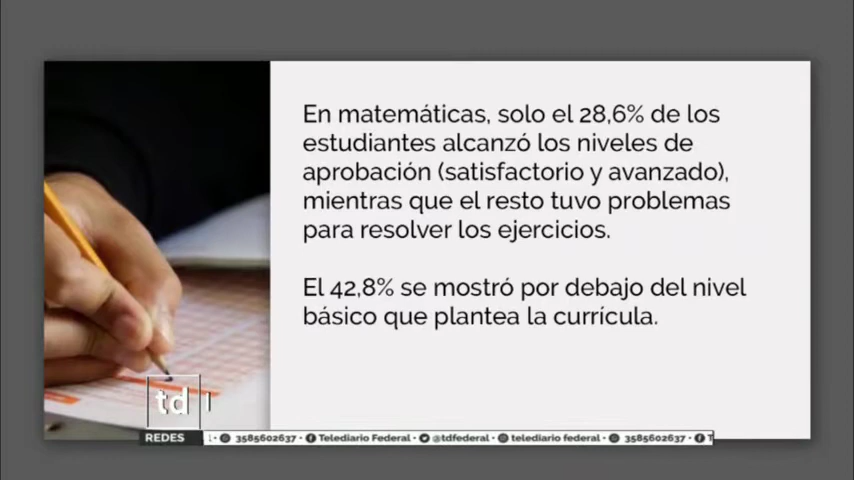 En matemáticas, solo el 28,6% de los
estudiantes alcanzó los niveles de
aprobación (satisfactorio y avanzado),
mientras que el resto tuvo problemas
para resolver los ejercicios.
El 42,8% se mostró por debajo del nivel
básico que plantea la currícula.
td
REDES
• 3585602637 • Telediario Federal • @tdfederal • telediario federal • 3585602637 •